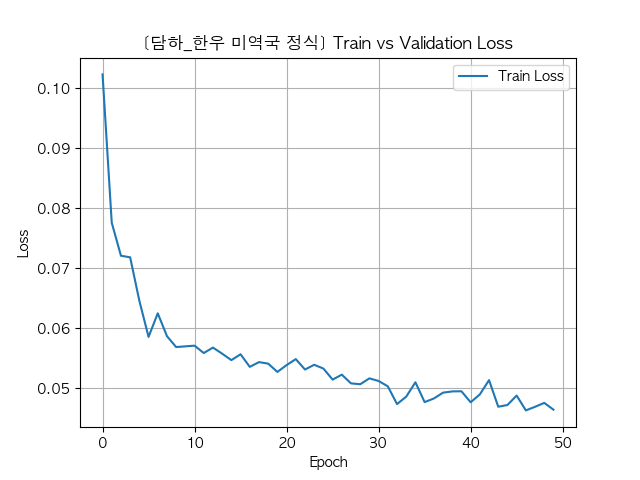 [담하_한우 미역국 정식] Train vs Validation Loss
Train Loss
0.10
0.09
0.08
0.07
0.06
0.05
Loss
0 10 20 30 40 50
Epoch